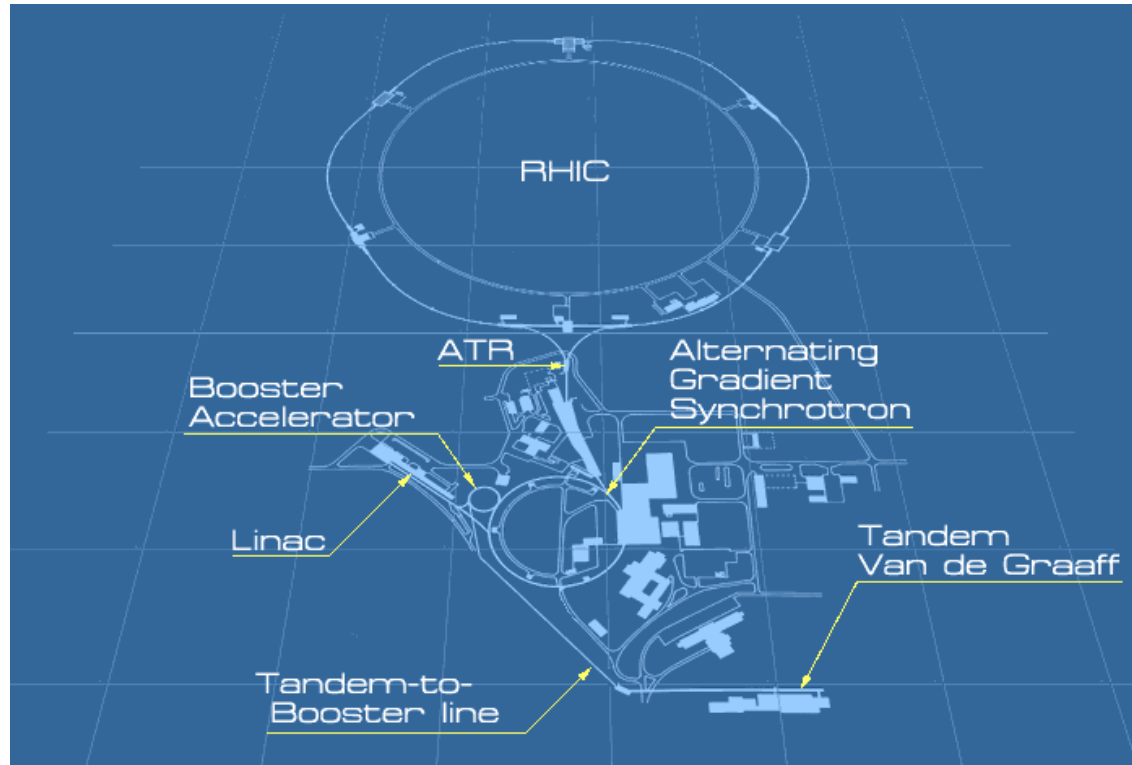 RHIC
ATR
Alternating
Gradient
Synchrotron
Booster
Accelerator
Linac
Tandem
Van de Graaff
Tandem-to-
Booster line